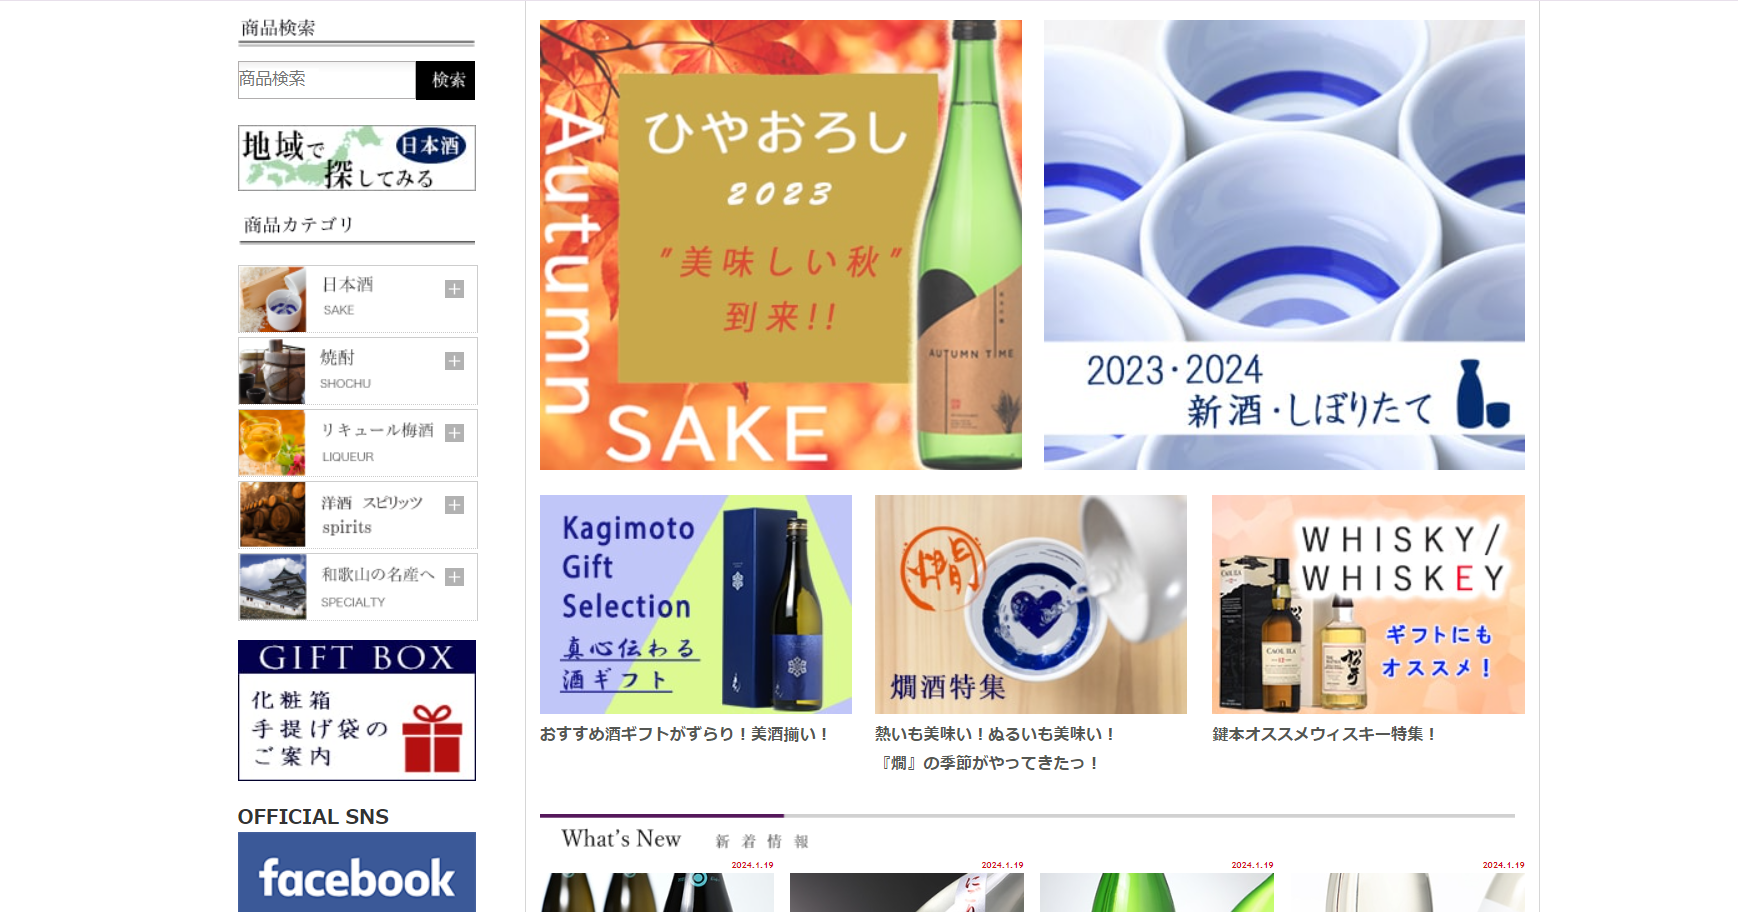 商品検索
商品検索
検索
地域で
探してみる
日本酒
商品カテゴリ
日本酒
SAKE
焼酎
SHOCHU
リキュール梅酒
LIQUEUR
洋酒 スピリッツ
spirits
和歌山の名産へ
SPECIALTY
GIFT BOX
化粧箱
手提げ袋の
ご案内
OFFICIAL SNS
facebook
Autumn
ひやおろし
2023
"美味しい秋"
到来!!
SAKE
AUTUMN TIME
2023・2024
新酒・しぼりたて
Kagimoto
Gift
Selection
真心伝わる
酒ギフト
おすすめ酒ギフトがずらり！美酒揃い！
燗
燗酒特集
熱いも美味い！ぬるいも美味い！
『燗』の季節がやってきたっ！
WHISKY/
WHISKEY
CAOL ILA
CAOL ILA
12
ギフトにも
オススメ！
鍵本オススメウィスキー特集！
What's New 新着情報
2024.1.19
2024.1.19
2024.1.19
2024.1.19
にごり